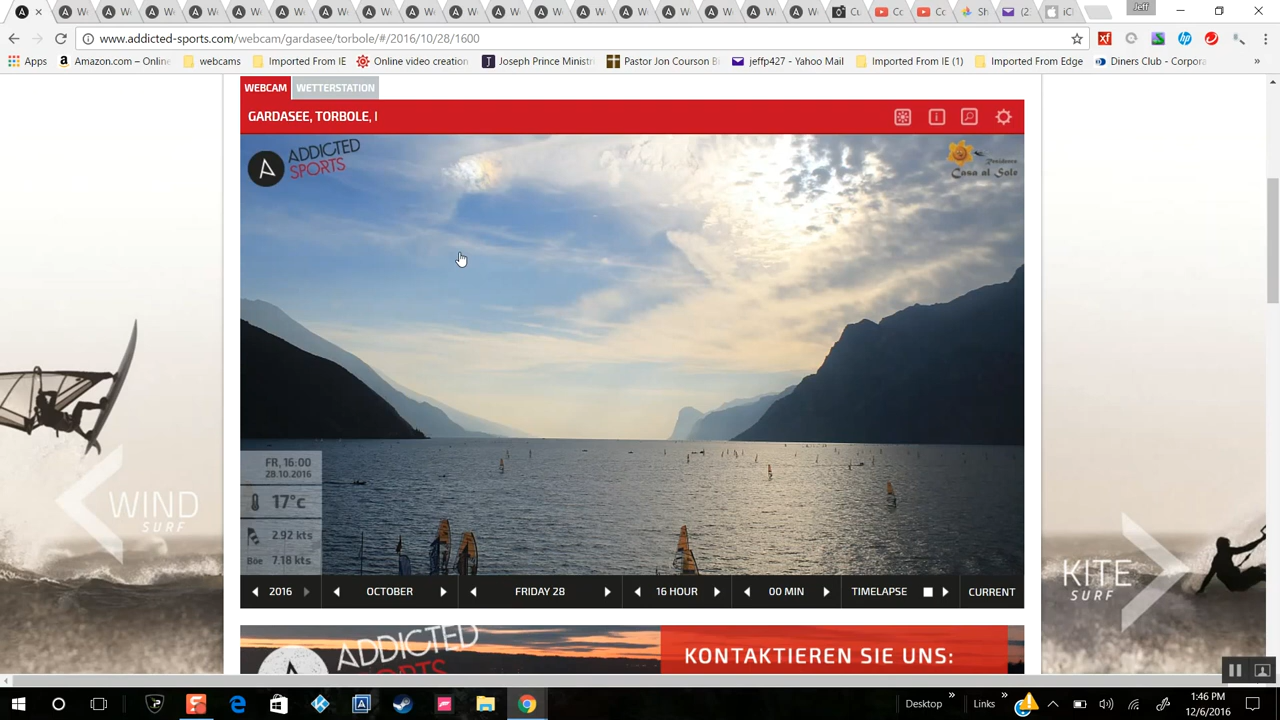 Jeff
www.addicted-sports.com/webcam/gardasee/torbole/#/2016/10/28/1600
Apps Amazon.com – Online webcams Imported From IE Online video creation Joseph Prince Ministri Pastor Jon Courson B jeffp427 - Yahoo Mail Imported From IE (1) Imported From Edge Diners Club - Corpora
WEBCAM WETTERSTATION
GARDASEE, TORBOLE, I
ADDICTED
SPORTS
Residence
Casa al Sole
FR, 16:00
28.10.2016
17°c
2.92 kts
Böe 7.18 kts
WIND
SURF
KITE
SURF
2016 OCTOBER FRIDAY 28 16 HOUR 00 MIN TIMELAPSE CURRENT
ADDICTED
SPORTS
KONTAKTIEREN SIE UNS:
Desktop Links
1:46 PM
12/6/2016